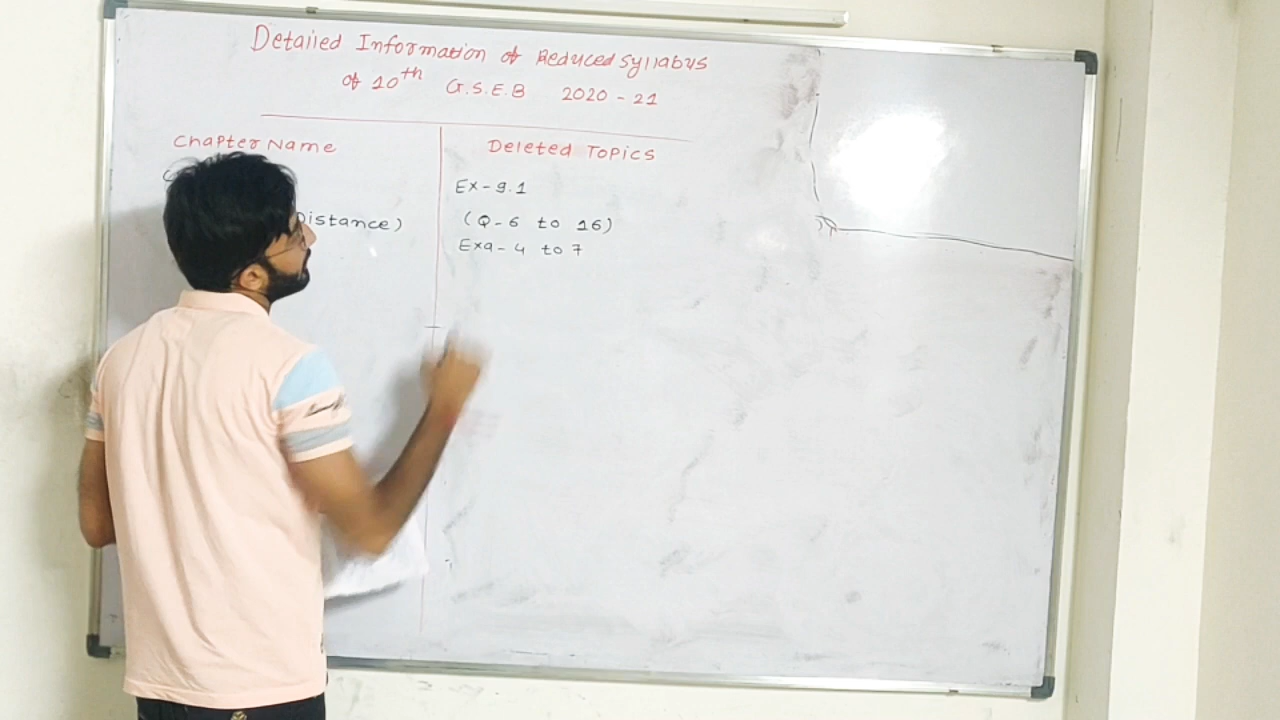 Detailed Information of Reduced Syllabus
of 10th G.S.E.B 2020-21
Chapter Name
Deleted Topics
Ex-9.1
Distance)
(Q-6 to 16)
Exa-4 to 7